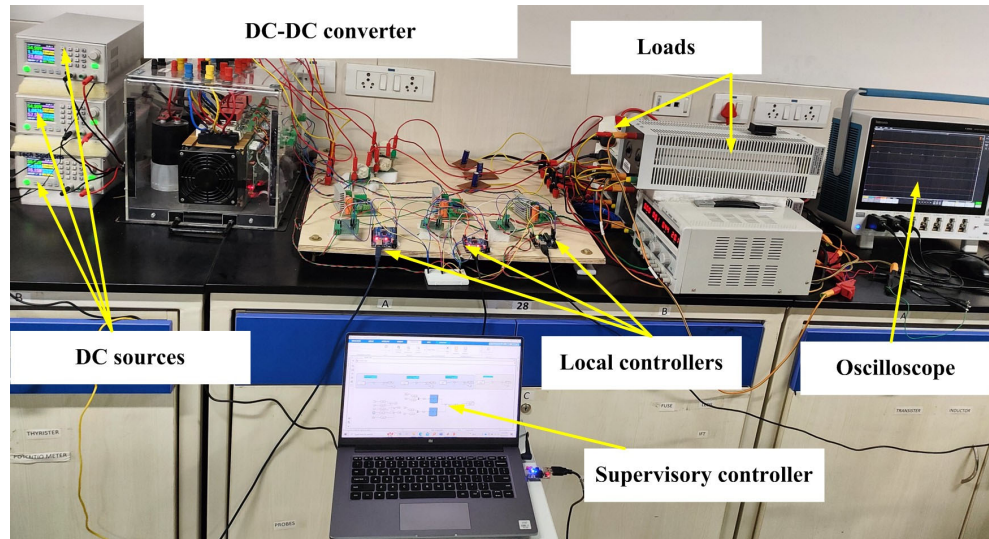 DC-DC converter
Loads
A
28
B
DC sources
Local controllers
Oscilloscope
C
FUSE
THYRISTER
POTENTIO METER
TRANSISTER
INDUCTOR
Supervisory controller
PROBES